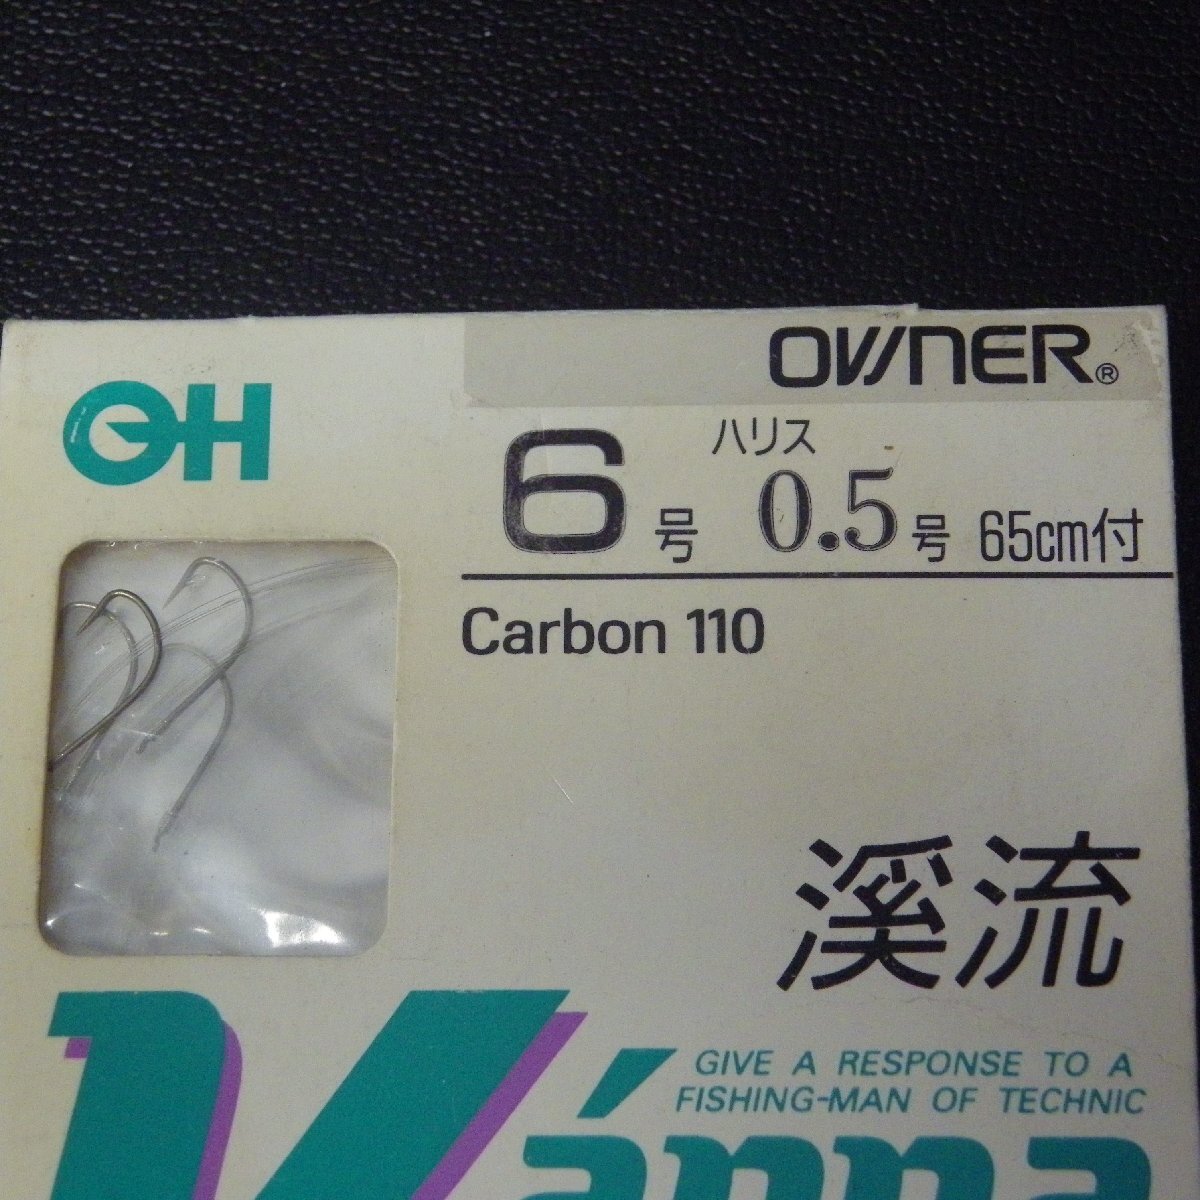 OWNER®
OH
ハリス
6号 0.5号 65cm付
Carbon 110
溪流
GIVE A RESPONSE TO A
FISHING-MAN OF TECHNIC